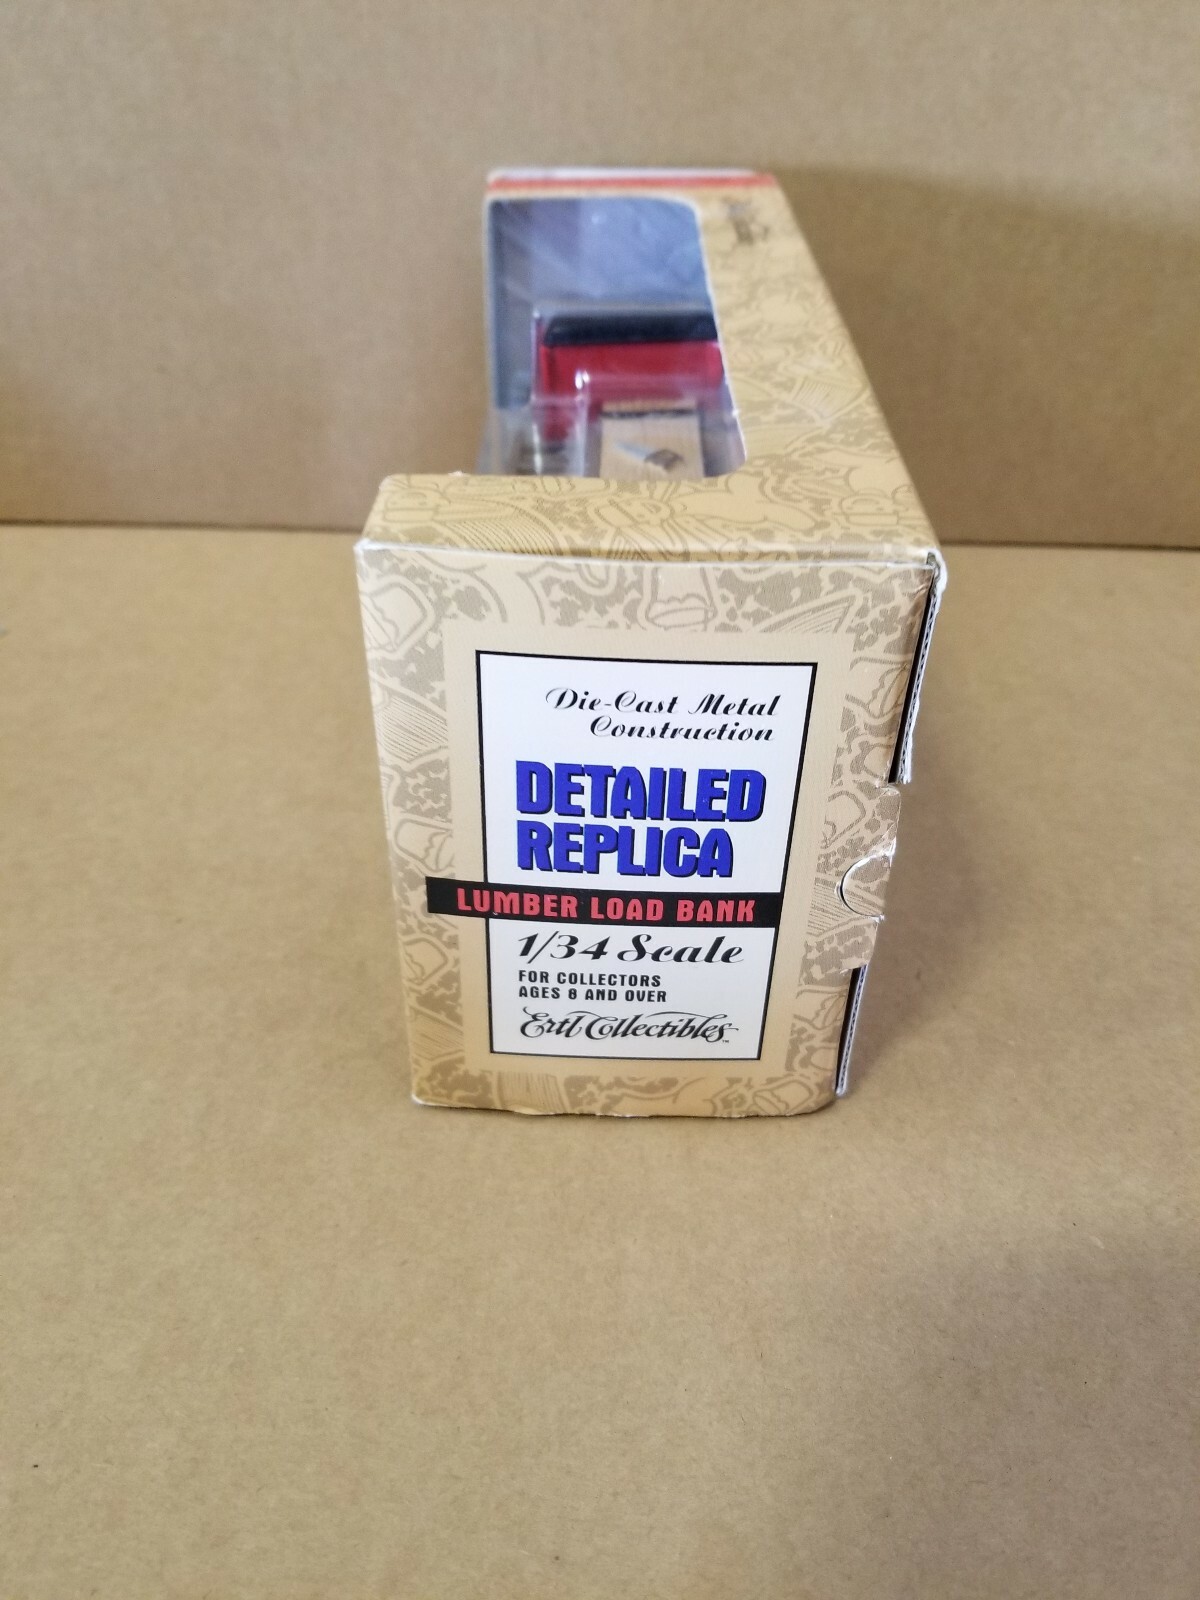 Die-Cast Metal
Construction
DETAILED
REPLICA
LUMBER LOAD BANK
1/34 Scale
FOR COLLECTORS
AGES 8 AND OVER
Ertl Collectibles™